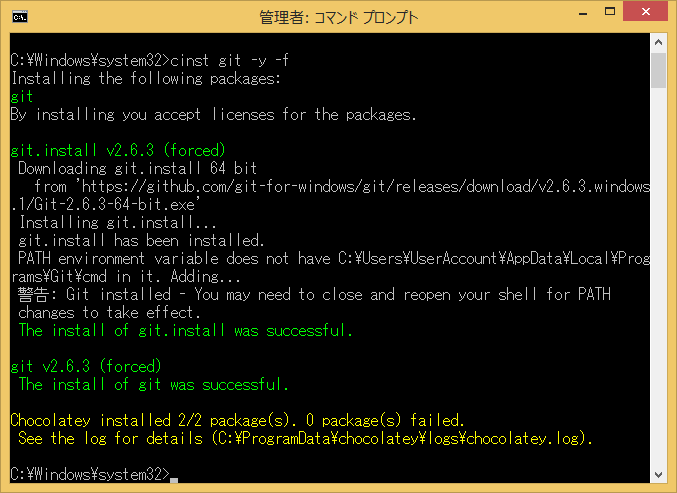 管理者: コマンド プロンプト
C:¥Windows¥system32>cinst git -y -f
Installing the following packages:
git
By installing you accept licenses for the packages.
git.install v2.6.3 (forced)
Downloading git.install 64 bit
from 'https://github.com/git-for-windows/git/releases/download/v2.6.3.windows
.1/Git-2.6.3-64-bit.exe'
Installing git.install...
git.install has been installed.
PATH environment variable does not have C:¥Users¥UserAccount¥AppData¥Local¥Prog
rams¥Git¥cmd in it. Adding...
警告: Git installed - You may need to close and reopen your shell for PATH
changes to take effect.
The install of git.install was successful.
git v2.6.3 (forced)
The install of git was successful.
Chocolatey installed 2/2 package(s). 0 package(s) failed.
See the log for details (C:¥ProgramData¥chocolatey¥logs¥chocolatey.log).
C:¥Windows¥system32>